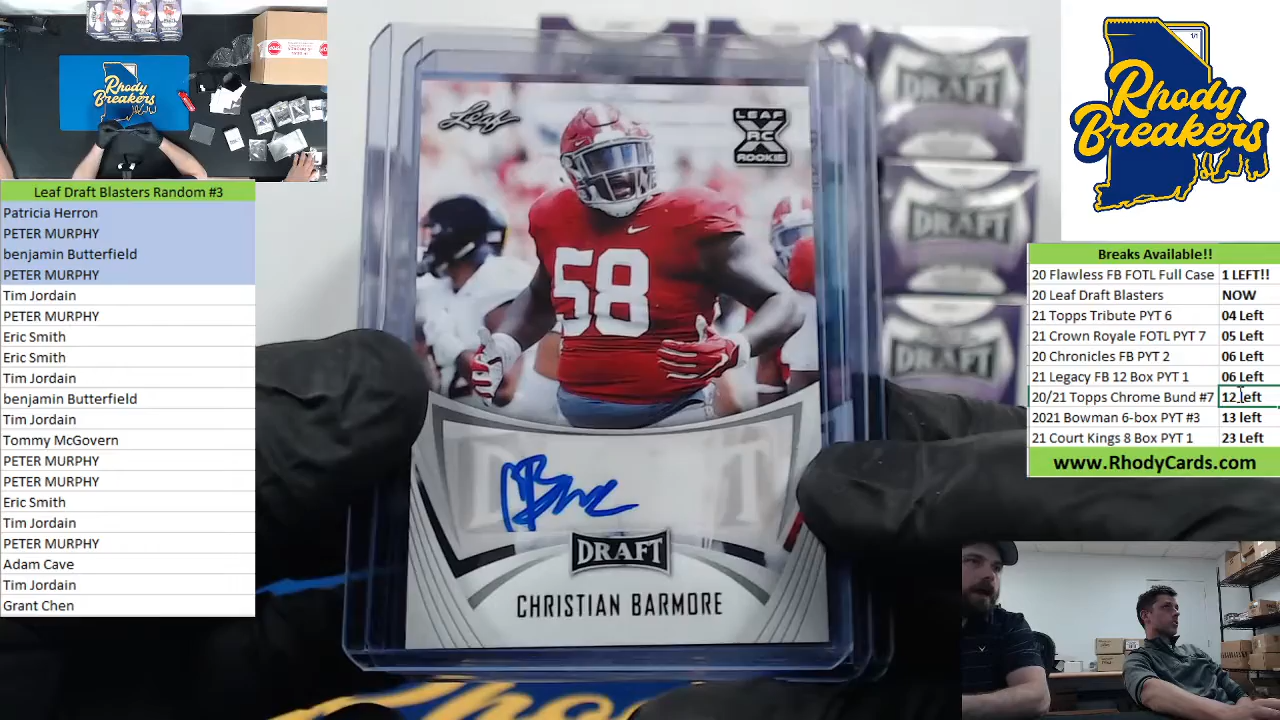 Leaf Draft Blasters Random #3
Patricia Herron
PETER MURPHY
benjamin Butterfield
PETER MURPHY
Tim Jordain
PETER MURPHY
Eric Smith
Eric Smith
Tim Jordain
benjamin Butterfield
Tim Jordain
Tommy McGovern
PETER MURPHY
PETER MURPHY
Eric Smith
Tim Jordain
PETER MURPHY
Adam Cave
Tim Jordain
Grant Chen
Rhody
Breakers
Leaf
LEAF
X
RC
ROOKIE
58
DRAFT
CHRISTIAN BARMORE
DRAFT
DRAFT
DRAFT
1/1
Rhody
Breakers
Breaks Available!!
20 Flawless FB FOTL Full Case 1 LEFT!!
20 Leaf Draft Blasters NOW
21 Topps Tribute PYT 6 04 Left
21 Crown Royale FOTL PYT 7 05 Left
20 Chronicles FB PYT 2 06 Left
21 Legacy FB 12 Box PYT 1 06 Left
20/21 Topps Chrome Bund #7 12 left
2021 Bowman 6-box PYT #3 13 left
21 Court Kings 8 Box PYT 1 23 Left
www.RhodyCards.com